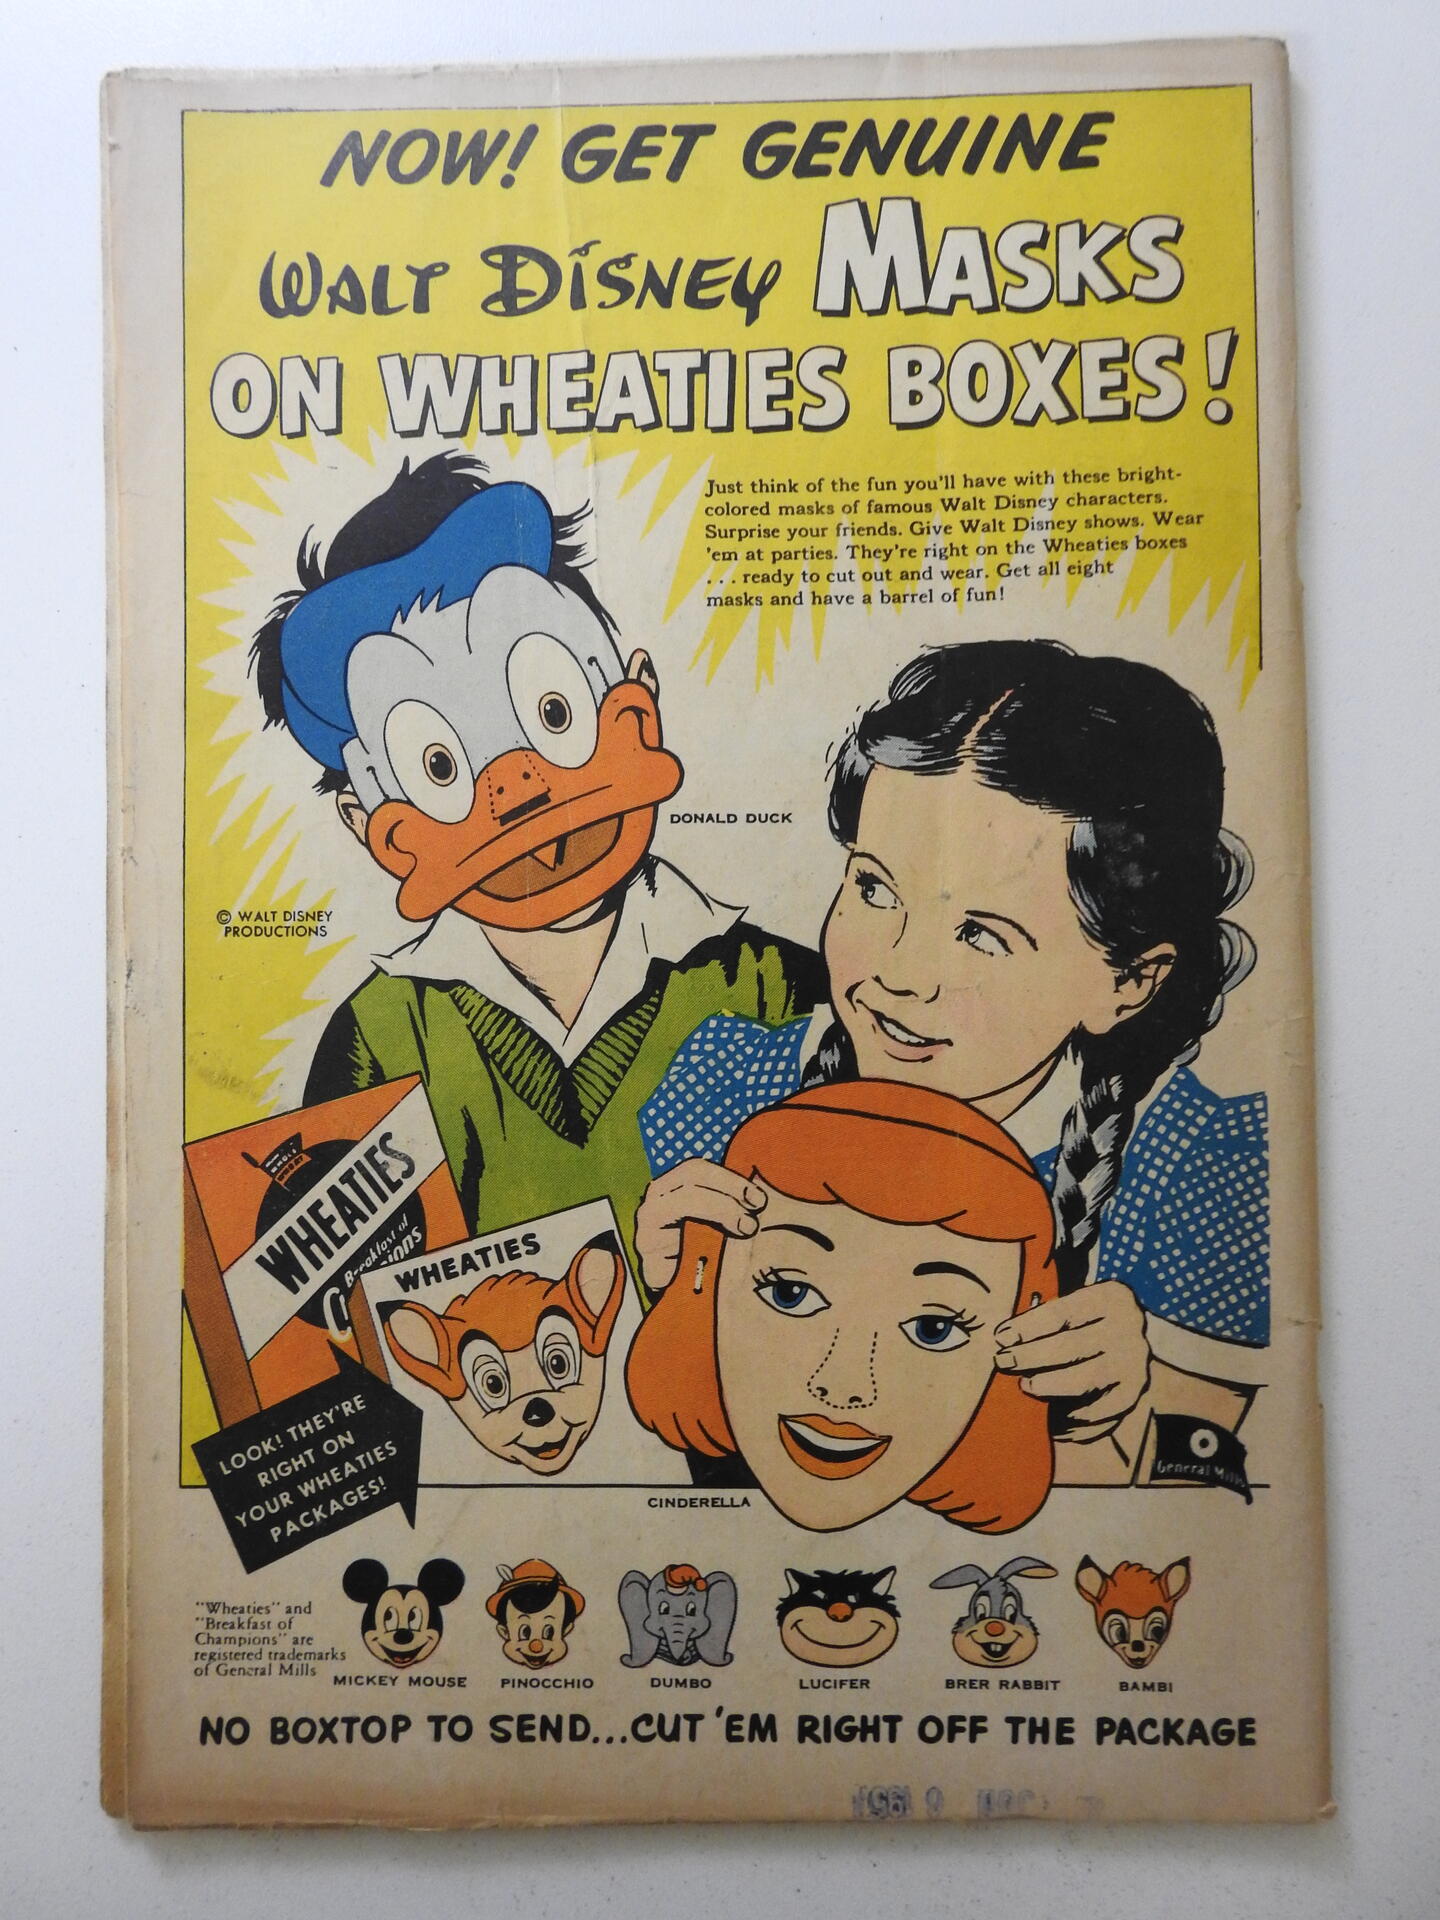 NOW! GET GENUINE
WALT DISNEY MASKS
ON WHEATIES BOXES!
Just think of the fun you'll have with these bright-
colored masks of famous Walt Disney characters.
Surprise your friends. Give Walt Disney shows. Wear
'em at parties. They're right on the Wheaties boxes
... ready to cut out and wear. Get all eight
masks and have a barrel of fun!
DONALD DUCK
© WALT DISNEY
PRODUCTIONS
WHEATIES
Breakfast of
WHEATIES
LOOK! THEY'RE
RIGHT ON
YOUR WHEATIES
PACKAGES!
General Mills
CINDERELLA
"Wheaties" and
"Breakfast of
Champions" are
registered trademarks
of General Mills
MICKEY MOUSE
PINOCCHIO
DUMBO
LUCIFER
BRER RABBIT
BAMBI
NO BOXTOP TO SEND...CUT 'EM RIGHT OFF THE PACKAGE